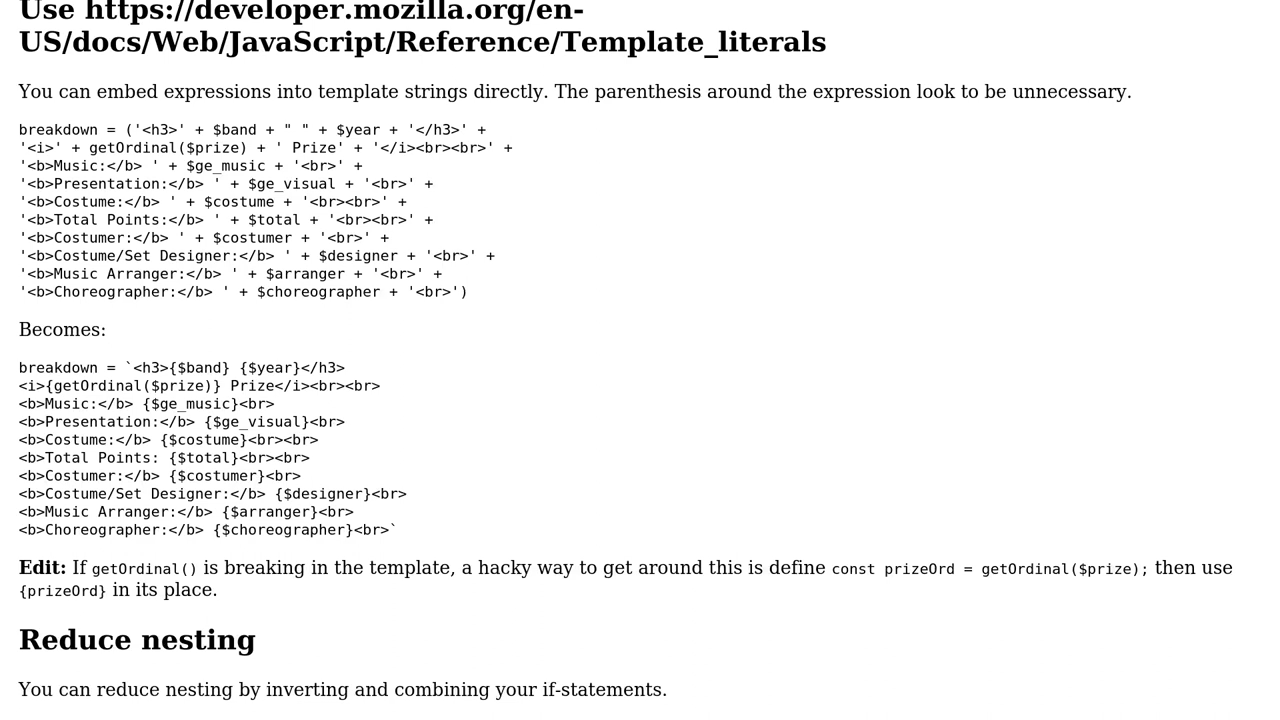 Use https://developer.mozilla.org/en-
US/docs/Web/JavaScript/Reference/Template_literals
You can embed expressions into template strings directly. The parenthesis around the expression look to be unnecessary.
breakdown = ('<h3>' + $band + " " + $year + '</h3>' +
'<i>' + getOrdinal($prize) + ' Prize' + '</i><br><br>' +
'<b>Music:</b> ' + $ge_music + '<br>' +
'<b>Presentation:</b> ' + $ge_visual + '<br>' +
'<b>Costume:</b> ' + $costume + '<br><br>' +
'<b>Total Points:</b> ' + $total + '<br><br>' +
'<b>Costumer:</b> ' + $costumer + '<br>' +
'<b>Costume/Set Designer:</b> ' + $designer + '<br>' +
'<b>Music Arranger:</b> ' + $arranger + '<br>' +
'<b>Choreographer:</b> ' + $choreographer + '<br>')
Becomes:
breakdown = `<h3>{$band} {$year}</h3>
<i>{getOrdinal($prize)} Prize</i><br><br>
<b>Music:</b> {$ge_music}<br>
<b>Presentation:</b> {$ge_visual}<br>
<b>Costume:</b> {$costume}<br><br>
<b>Total Points: {$total}<br><br>
<b>Costumer:</b> {$costumer}<br>
<b>Costume/Set Designer:</b> {$designer}<br>
<b>Music Arranger:</b> {$arranger}<br>
<b>Choreographer:</b> {$choreographer}<br>`
Edit: If getOrdinal() is breaking in the template, a hacky way to get around this is define const prizeOrd = getOrdinal($prize); then use
{prizeOrd} in its place.
Reduce nesting
You can reduce nesting by inverting and combining your if-statements.